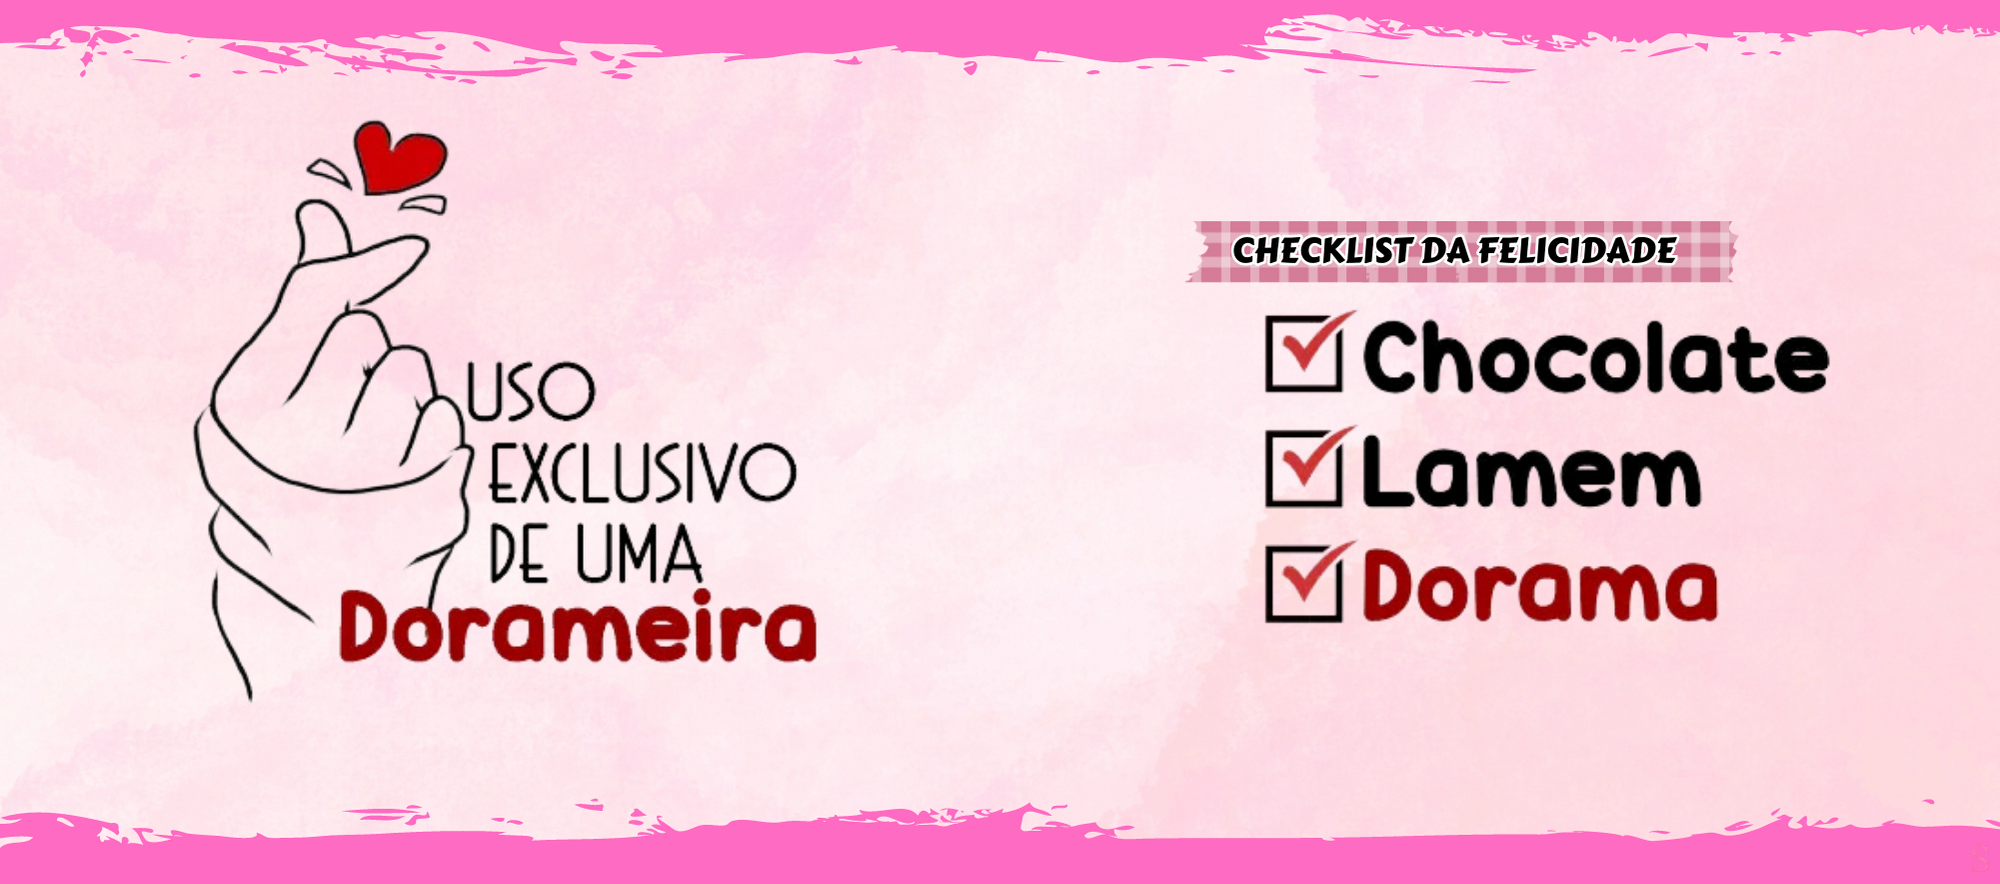 USO
EXCLUSIVO
DE UMA
Dorameira
CHECKLIST DA FELICIDADE
Chocolate
Lamem
Dorama